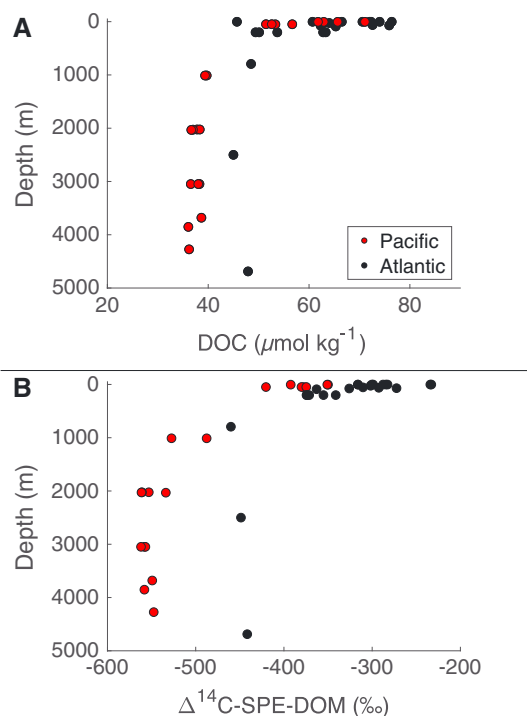 A
0
1000
2000
3000
4000
5000
Depth (m)
Pacific
Atlantic
20
40
60
80
DOC (μmol kg⁻¹)
B
0
1000
2000
3000
4000
5000
Depth (m)
-600
-500
-400
-300
-200
Δ¹⁴C-SPE-DOM (‰)